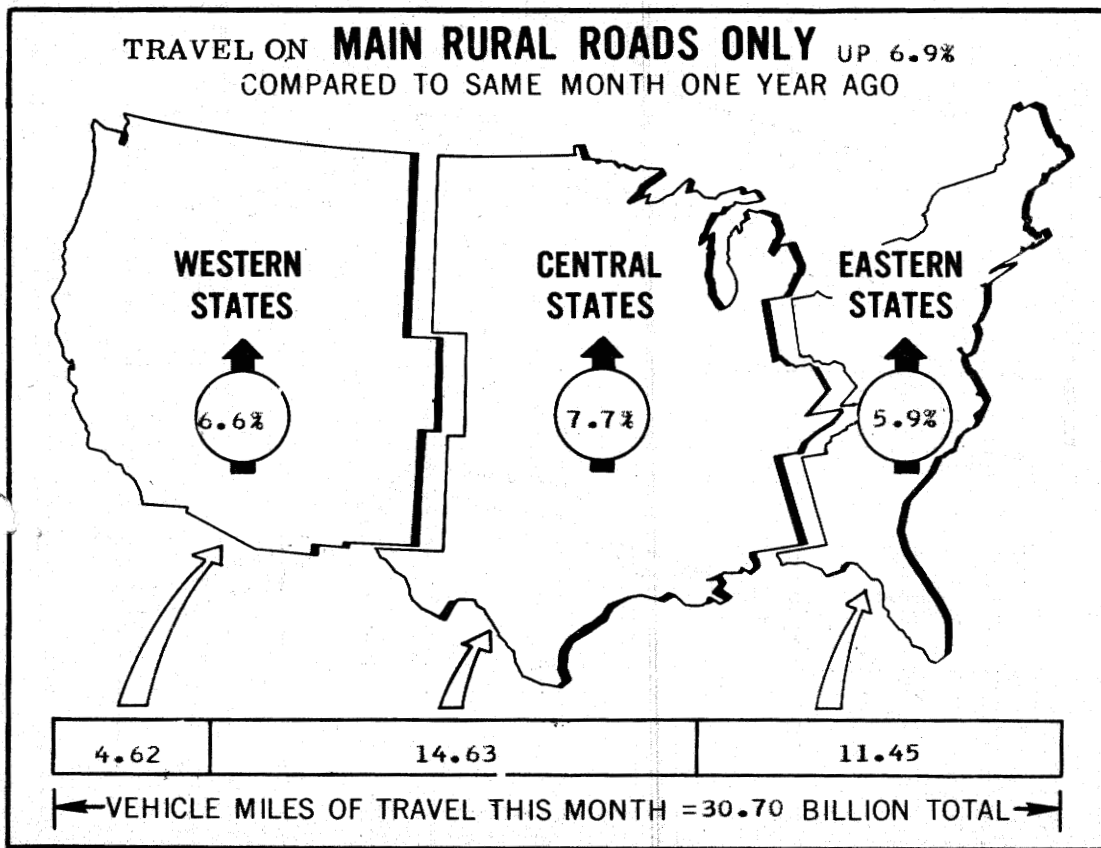 TRAVEL ON MAIN RURAL ROADS ONLY UP 6.9%
COMPARED TO SAME MONTH ONE YEAR AGO
WESTERN
STATES
6.6%
CENTRAL
STATES
7.7%
EASTERN
STATES
5.9%
4.62 14.63 11.45
VEHICLE MILES OF TRAVEL THIS MONTH =30.70 BILLION TOTAL